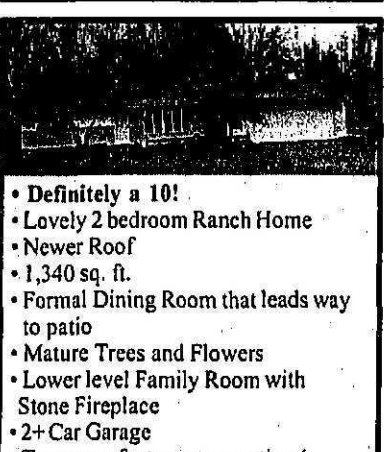 • Definitely a 10!
• Lovely 2 bedroom Ranch Home
• Newer Roof
• 1,340 sq. ft.
• Formal Dining Room that leads way
to patio
• Mature Trees and Flowers
• Lower level Family Room with
Stone Fireplace
• 2+ Car Garage